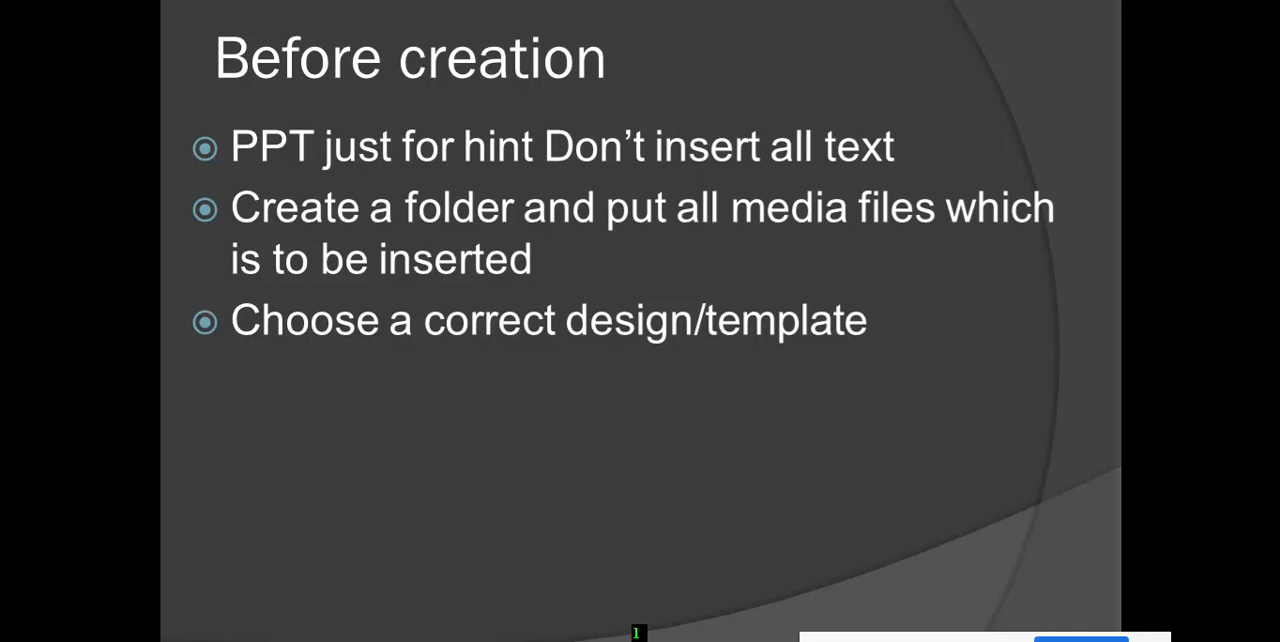 Before creation
PPT just for hint Don’t insert all text
Create a folder and put all media files which
is to be inserted
Choose a correct design/template
1